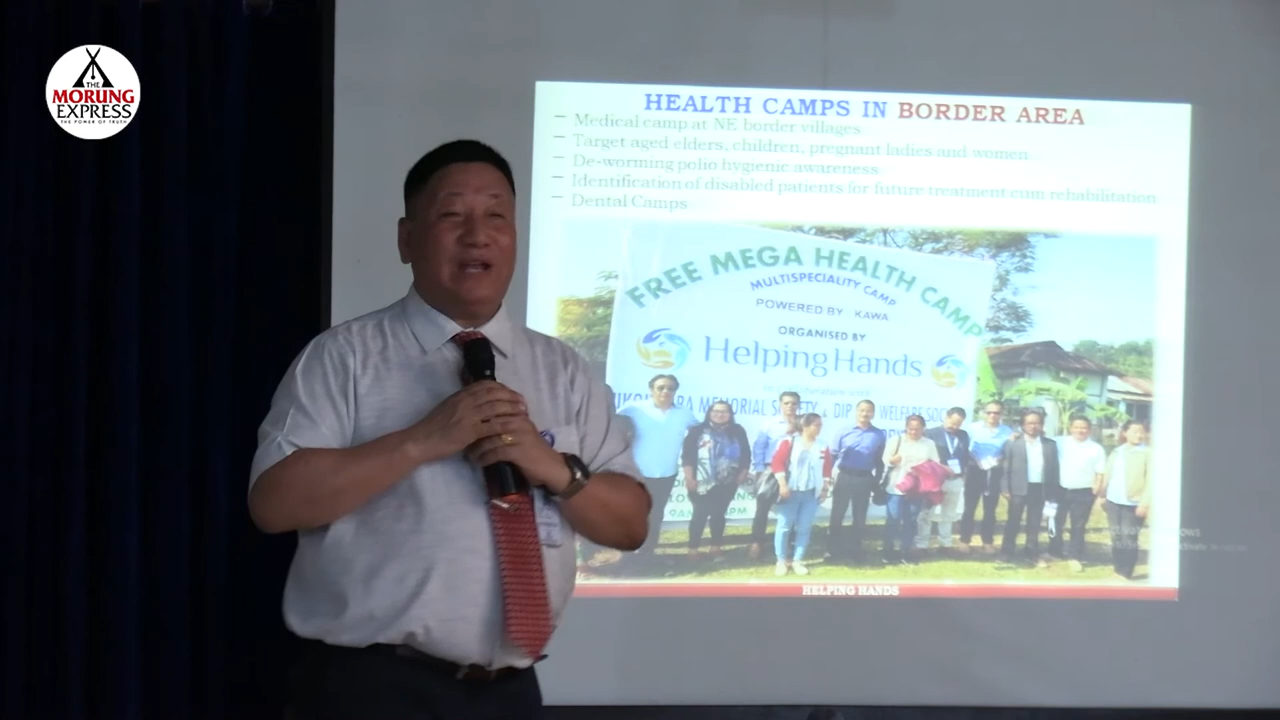 THE
MORUNG
EXPRESS
THE POWER OF TRUTH
HEALTH CAMPS IN BORDER AREA
– Medical camp at NE border villages
– Target aged elders, children, pregnant ladies and women
– De-worming polio hygienic awareness
– Identification of disabled patients for future treatment cum rehabilitation
– Dental Camps
FREE MEGA HEALTH CAMP
MULTISPECIALITY CAMP
POWERED BY KAWA
ORGANISED BY
Helping Hands
MEMORIAL & WELFARE
HELPING HANDS